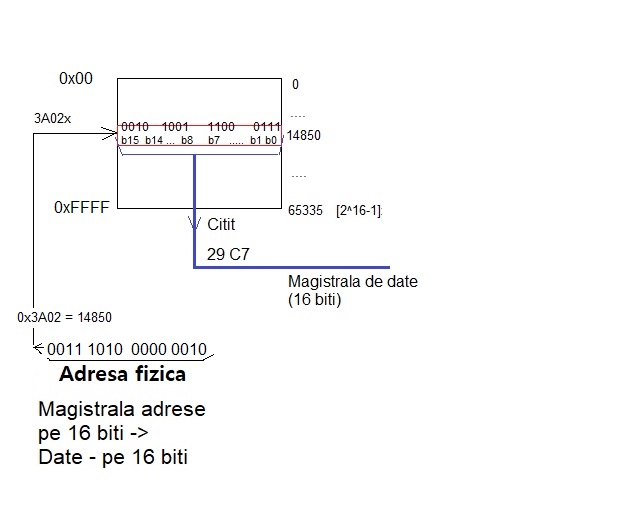 0x00
0
....
3A02x
0010 1001 1100 0111
b15 b14 ... b8 b7 ..... b1 b0
14850
....
0xFFFF
65335 [2^16-1]
Citit
29 C7
Magistrala de date
(16 biti)
0x3A02 = 14850
0011 1010 0000 0010
Adresa fizica
Magistrala adrese
pe 16 biti ->
Date - pe 16 biti